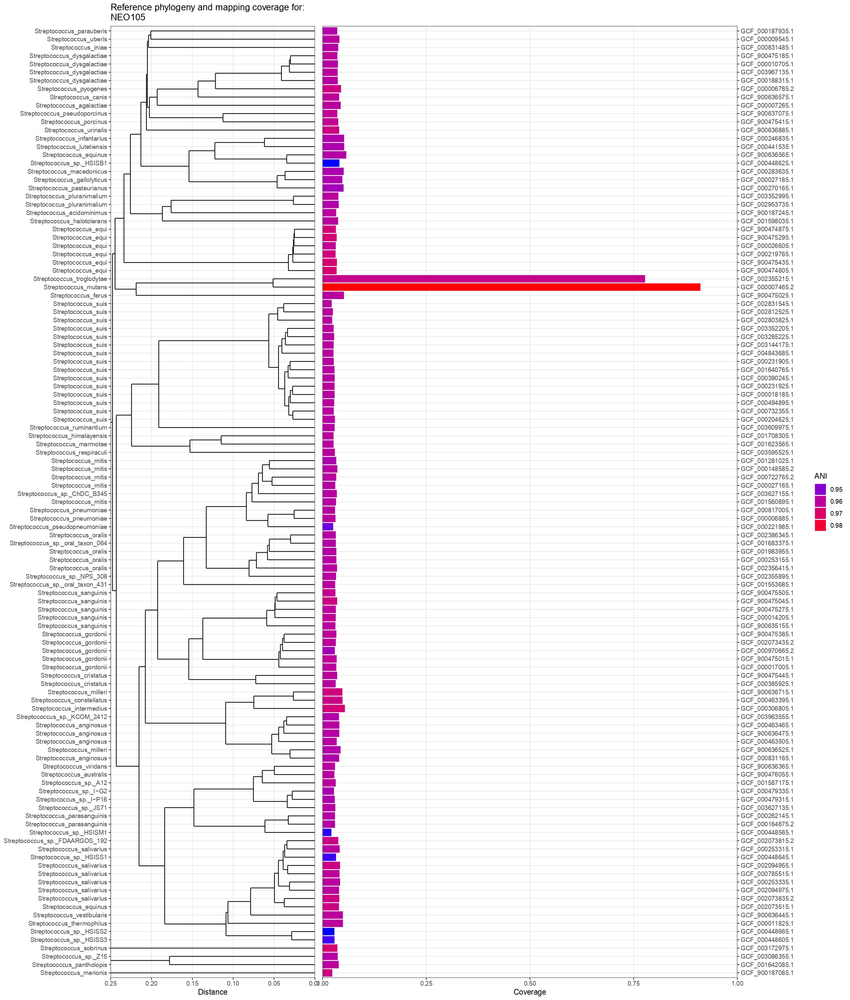 Reference phylogeny and mapping coverage for:
NEO105
Streptococcus_parauberis GCF_000187935.1
Streptococcus_uberis GCF_000009545.1
Streptococcus_iniae GCF_000831485.1
Streptococcus_dysgalactiae GCF_900475185.1
Streptococcus_dysgalactiae GCF_000010705.1
Streptococcus_dysgalactiae GCF_003967135.1
Streptococcus_dysgalactiae GCF_000188315.1
Streptococcus_pyogenes GCF_000006785.2
Streptococcus_canis GCF_900636575.1
Streptococcus_agalactiae GCF_000007265.1
Streptococcus_pseudoporcinus GCF_900637075.1
Streptococcus_porcinus GCF_900475415.1
Streptococcus_urinalis GCF_900636885.1
Streptococcus_infantarius GCF_000246835.1
Streptococcus_lutetiensis GCF_000441535.1
Streptococcus_equinus GCF_900636565.1
Streptococcus_sp._HSISB1 GCF_000448625.1
Streptococcus_macedonicus GCF_000283635.1
Streptococcus_gallolyticus GCF_000027185.1
Streptococcus_pasteurianus GCF_000270165.1
Streptococcus_pluranimalium GCF_003352995.1
Streptococcus_pluranimalium GCF_002953735.1
Streptococcus_acidominimus GCF_900187245.1
Streptococcus_halotolerans GCF_001598035.1
Streptococcus_equi GCF_900474875.1
Streptococcus_equi GCF_900475295.1
Streptococcus_equi GCF_000026605.1
Streptococcus_equi GCF_000219765.1
Streptococcus_equi GCF_900475435.1
Streptococcus_equi GCF_900474805.1
Streptococcus_troglodytae GCF_002355215.1
Streptococcus_mutans GCF_000007465.2
Streptococcus_ferus GCF_900475025.1
Streptococcus_suis GCF_002831545.1
Streptococcus_suis GCF_002812525.1
Streptococcus_suis GCF_002803825.1
Streptococcus_suis GCF_003352205.1
Streptococcus_suis GCF_003285225.1
Streptococcus_suis GCF_003144175.1
Streptococcus_suis GCF_004843685.1
Streptococcus_suis GCF_000231905.1
Streptococcus_suis GCF_001640765.1
Streptococcus_suis GCF_000390245.1
Streptococcus_suis GCF_000231925.1
Streptococcus_suis GCF_000018185.1
Streptococcus_suis GCF_000494895.1
Streptococcus_suis GCF_000732355.1
Streptococcus_suis GCF_000204625.1
Streptococcus_ruminantium GCF_003609975.1
Streptococcus_himalayensis GCF_001708305.1
Streptococcus_marmotae GCF_001623565.1
Streptococcus_respiraculi GCF_003595525.1
Streptococcus_mitis GCF_001281025.1
Streptococcus_mitis GCF_000148585.2
Streptococcus_mitis GCF_000722765.2
Streptococcus_mitis GCF_000027165.1
Streptococcus_sp._ChDC_B345 GCF_003627155.1
Streptococcus_mitis GCF_001560895.1
Streptococcus_pneumoniae GCF_000817005.1
Streptococcus_pneumoniae GCF_000006885.1
Streptococcus_pseudopneumoniae GCF_000221985.1
Streptococcus_oralis GCF_002386345.1
Streptococcus_sp._oral_taxon_064 GCF_001683375.1
Streptococcus_oralis GCF_001983955.1
Streptococcus_oralis GCF_000253155.1
Streptococcus_oralis GCF_002356415.1
Streptococcus_sp._NPS_308 GCF_002355895.1
Streptococcus_sp._oral_taxon_431 GCF_001553685.1
Streptococcus_sanguinis GCF_900475505.1
Streptococcus_sanguinis GCF_900475045.1
Streptococcus_sanguinis GCF_900475275.1
Streptococcus_sanguinis GCF_000014205.1
Streptococcus_sanguinis GCF_900635155.1
Streptococcus_gordonii GCF_900475385.1
Streptococcus_gordonii GCF_002073435.2
Streptococcus_gordonii GCF_000970665.2
Streptococcus_gordonii GCF_900475015.1
Streptococcus_gordonii GCF_000017005.1
Streptococcus_cristatus GCF_900475445.1
Streptococcus_cristatus GCF_000385925.1
Streptococcus_milleri GCF_900636715.1
Streptococcus_constellatus GCF_000463395.1
Streptococcus_intermedius GCF_000306805.1
Streptococcus_sp._KCOM_2412 GCF_003963555.1
Streptococcus_anginosus GCF_000463465.1
Streptococcus_anginosus GCF_900636475.1
Streptococcus_anginosus GCF_000463505.1
Streptococcus_milleri GCF_900636525.1
Streptococcus_anginosus GCF_000831165.1
Streptococcus_viridans GCF_900636365.1
Streptococcus_australis GCF_900476055.1
Streptococcus_sp._A12 GCF_001587175.1
Streptococcus_sp._I−G2 GCF_000479335.1
Streptococcus_sp._I−P16 GCF_000479315.1
Streptococcus_sp._JS71 GCF_003627135.1
Streptococcus_parasanguinis GCF_000262145.1
Streptococcus_parasanguinis GCF_000164675.2
Streptococcus_sp._HSISM1 GCF_000448565.1
Streptococcus_sp._FDAARGOS_192 GCF_002073815.2
Streptococcus_salivarius GCF_000253315.1
Streptococcus_sp._HSISS1 GCF_000448645.1
Streptococcus_salivarius GCF_002094955.1
Streptococcus_salivarius GCF_000785515.1
Streptococcus_salivarius GCF_000253335.1
Streptococcus_salivarius GCF_002094975.1
Streptococcus_salivarius GCF_002073835.2
Streptococcus_equinus GCF_002073515.1
Streptococcus_vestibularis GCF_900636445.1
Streptococcus_thermophilus GCF_000011825.1
Streptococcus_sp._HSISS2 GCF_000448665.1
Streptococcus_sp._HSISS3 GCF_000448605.1
Streptococcus_sobrinus GCF_003172975.1
Streptococcus_sp._Z15 GCF_003086355.1
Streptococcus_pantholopis GCF_001642085.1
Streptococcus_merionis GCF_900187085.1
0.25 0.20 0.15 0.10 0.05 0.00 0.00 0.25 0.50 0.75 1.00
Distance Coverage
ANI
0.95
0.96
0.97
0.98